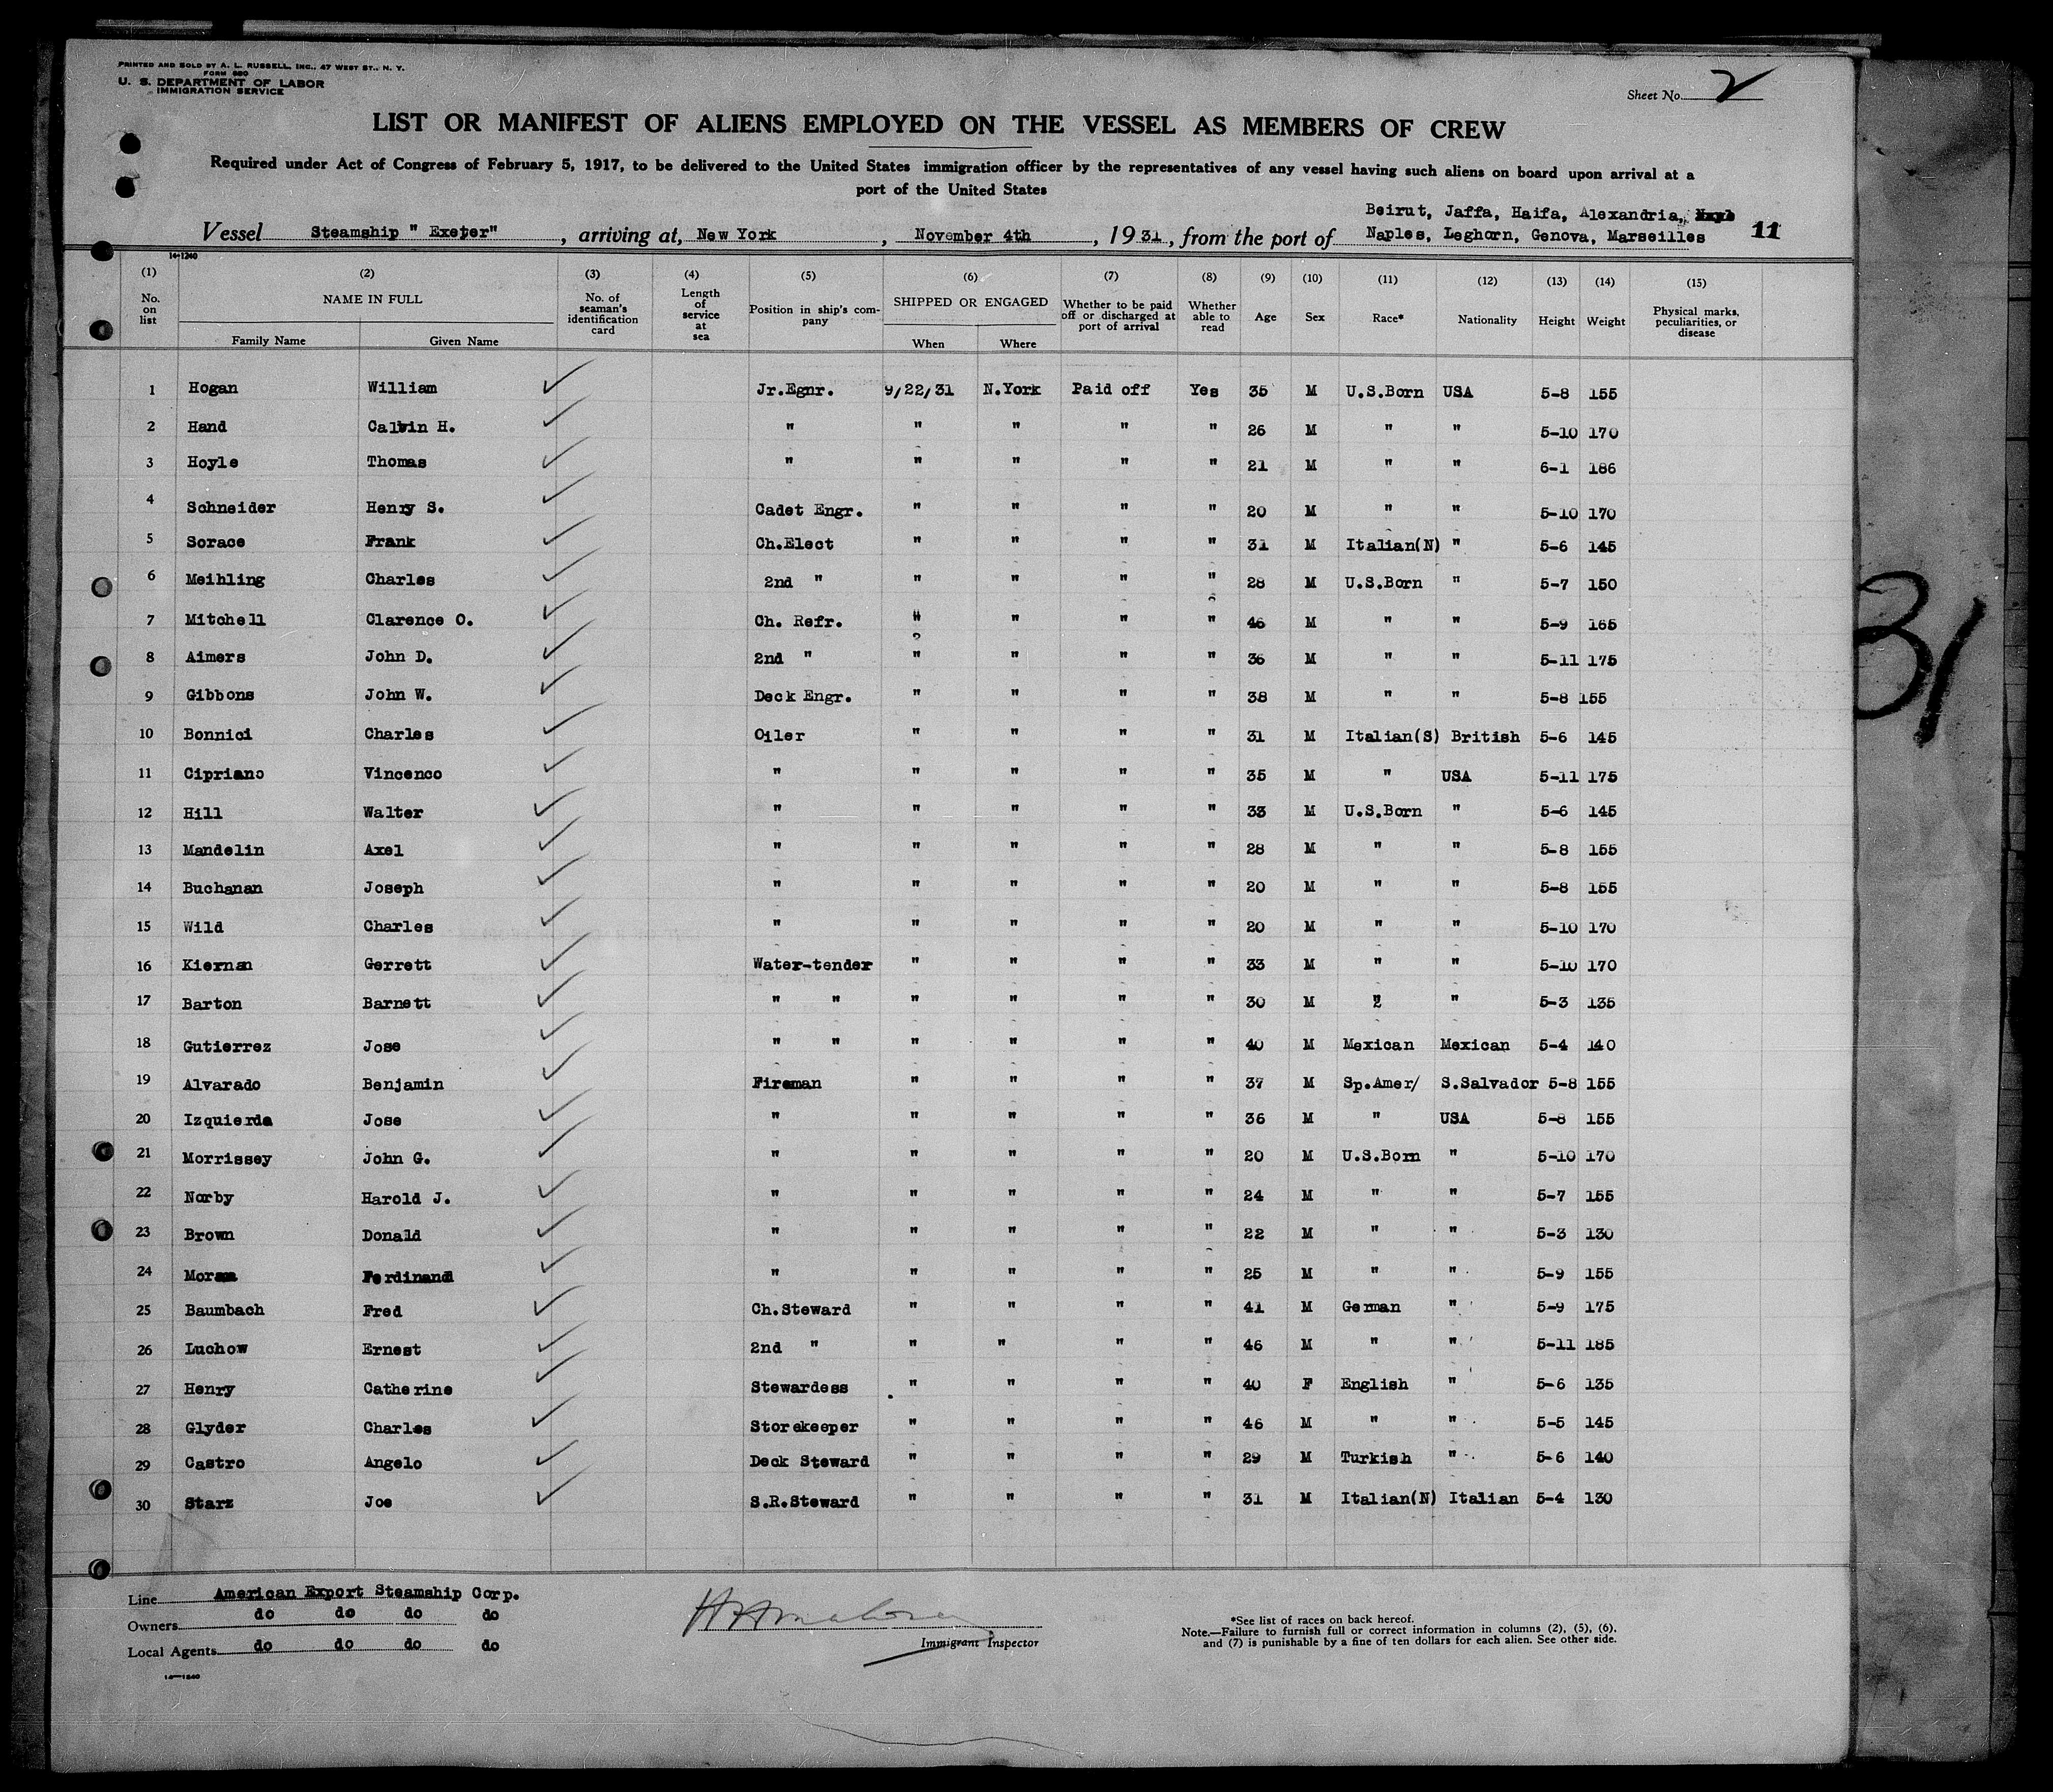 PRINTED AND SOLD BY A. L. RUSSELL, INC., 47 WEST ST., N. Y.
FORM 680
U. S. DEPARTMENT OF LABOR
IMMIGRATION SERVICE
Sheet No. 2
LIST OR MANIFEST OF ALIENS EMPLOYED ON THE VESSEL AS MEMBERS OF CREW
Required under Act of Congress of February 5, 1917, to be delivered to the United States immigration officer by the representatives of any vessel having such aliens on board upon arrival at a
port of the United States
Beirut, Jaffa, Haifa, Alexandria,
Vessel Steamship " Exeter" , arriving at, New York , November 4th , 19 31 , from the port of Naples, Leghorn, Genova, Marseilles 11
14-1240
(1) (2) (3) (4) (5) (6) (7) (8) (9) (10) (11) (12) (13) (14) (15)
No. on list NAME IN FULL Family Name Given Name No. of seaman's identification card Length of service at sea Position in ship's company SHIPPED OR ENGAGED When Where Whether to be paid off or discharged at port of arrival Whether able to read Age Sex Race* Nationality Height Weight Physical marks, peculiarities, or disease
1 Hogan William Jr.Egnr. 9/22/31 N.York Paid off Yes 35 M U.S.Born USA 5-8 155
2 Hand Calvin H. " " " " " 26 M " " 5-10 170
3 Hoyle Thomas " " " " " 21 M " " 6-1 186
4 Schneider Henry S. Cadet Engr. " " " " 20 M " " 5-10 170
5 Sorace Frank Ch.Elect " " " " 31 M Italian(N) " 5-6 145
6 Meihling Charles 2nd " " " " " 28 M U.S.Born " 5-7 150
7 Mitchell Clarence O. Ch. Refr. " " " " 46 M " " 5-9 165
8 Aimers John D. 2nd " " " " " 36 M " " 5-11 175
9 Gibbons John W. Deck Engr. " " " " 38 M " " 5-8 155
10 Bonnici Charles Oiler " " " " 31 M Italian(S) British 5-6 145
11 Cipriano Vincenco " " " " " 35 M " USA 5-11 175
12 Hill Walter " " " " " 33 M U.S.Born " 5-6 145
13 Mandelin Axel " " " " " 28 M " " 5-8 155
14 Buchanan Joseph " " " " " 20 M " " 5-8 155
15 Wild Charles " " " " " 20 M " " 5-10 170
16 Kiernan Gerrett Water-tender " " " " 33 M " " 5-10 170
17 Barton Barnett " " " " " " 30 M " " 5-3 135
18 Gutierrez Jose " " " " " " 40 M Mexican Mexican 5-4 140
19 Alvarado Benjamin Fireman " " " " 37 M Sp.Amer/ S.Salvador 5-8 155
20 Izquierda Jose " " " " " 36 M " USA 5-8 155
21 Morrissey John G. " " " " " 20 M U.S.Born " 5-10 170
22 Norby Harold J. " " " " " 24 M " " 5-7 155
23 Brown Donald " " " " " 22 M " " 5-3 130
24 Moran Ferdinand " " " " " 25 M " " 5-9 155
25 Baumbach Fred Ch.Steward " " " " 41 M German " 5-9 175
26 Luchow Ernest 2nd " " " " " 46 M " " 5-11 185
27 Henry Catherine Stewardess " " " " 40 F English " 5-6 135
28 Glyder Charles Storekeeper " " " " 46 M " " 5-5 145
29 Castro Angelo Deck Steward " " " " 29 M Turkish " 5-6 140
30 Starz Joe S.R.Steward " " " " 31 M Italian(N) Italian 5-4 130
Line American Export Steamship Corp.
Owners do do do do
Local Agents do do do do
14-1240
Immigrant Inspector
*See list of races on back hereof.
Note.—Failure to furnish full or correct information in columns (2), (5), (6), and (7) is punishable by a fine of ten dollars for each alien. See other side.
31